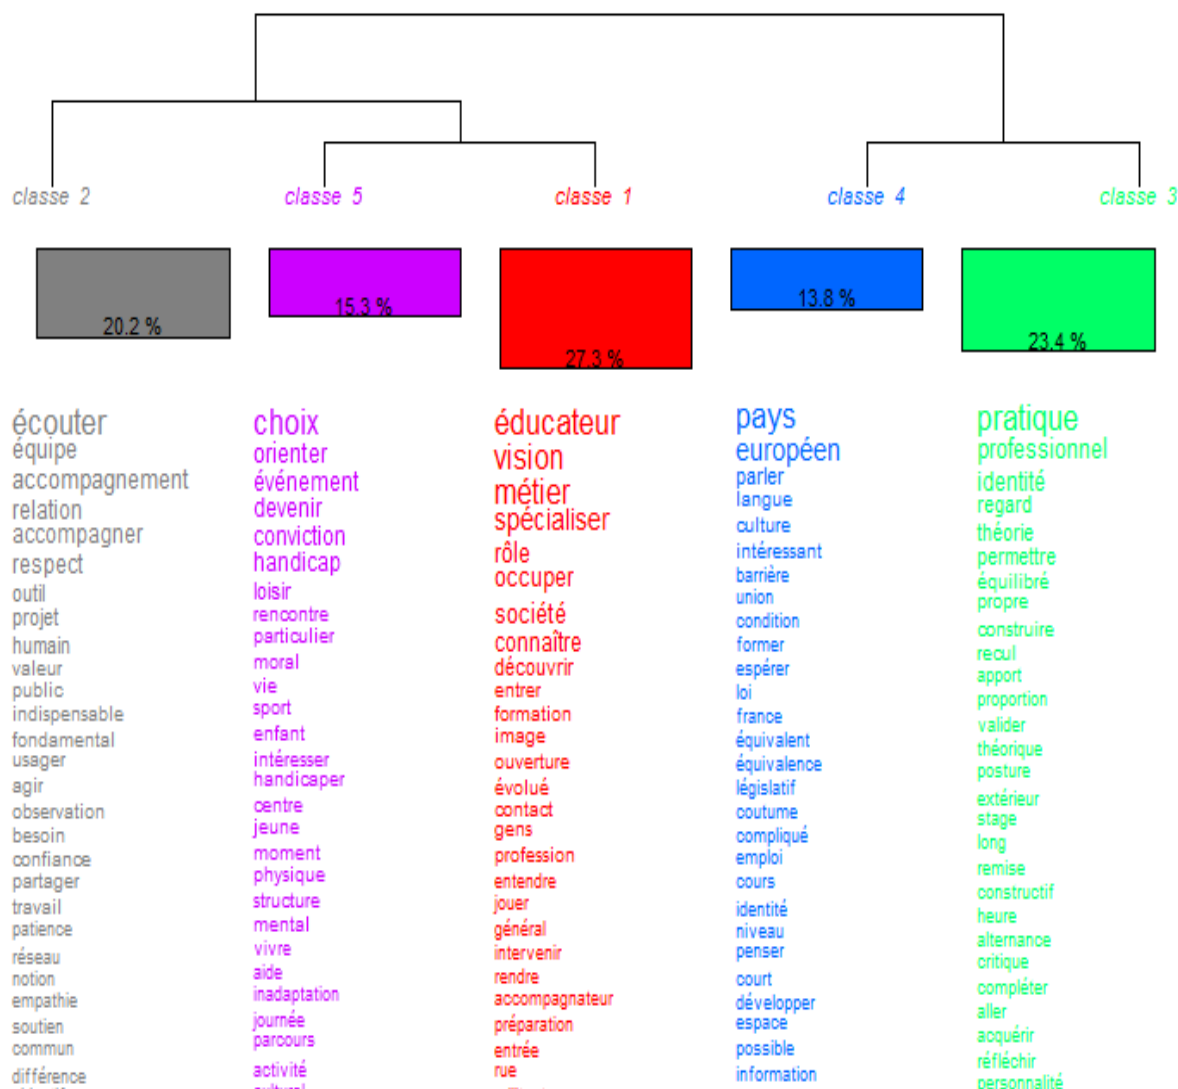 classe 2
classe 5
classe 1
classe 4
classe 3
20.2 %
15.3 %
27.3 %
13.8 %
23.4 %
écouter
équipe
accompagnement
relation
accompagner
respect
outil
projet
humain
valeur
public
indispensable
fondamental
usager
agir
observation
besoin
confiance
partager
travail
patience
réseau
notion
empathie
soutien
commun
différence
choix
orienter
événement
devenir
conviction
handicap
loisir
rencontre
particulier
moral
vie
sport
enfant
intéresser
handicaper
centre
jeune
moment
physique
structure
mental
vivre
aide
inadaptation
journée
parcours
activité
éducateur
vision
métier
spécialiser
rôle
occuper
société
connaître
découvrir
entrer
formation
image
ouverture
évolué
contact
gens
profession
entendre
jouer
général
intervenir
rendre
accompagnateur
préparation
entrée
rue
pays
européen
parler
langue
culture
intéressant
barrière
union
condition
former
espérer
loi
france
équivalent
équivalence
législatif
coutume
compliqué
emploi
cours
identité
niveau
penser
court
développer
espace
possible
information
pratique
professionnel
identité
regard
théorie
permettre
équilibré
propre
construire
recul
apport
proportion
valider
théorique
posture
extérieur
stage
long
remise
constructif
heure
alternance
critique
compléter
aller
acquérir
réfléchir
personnalité